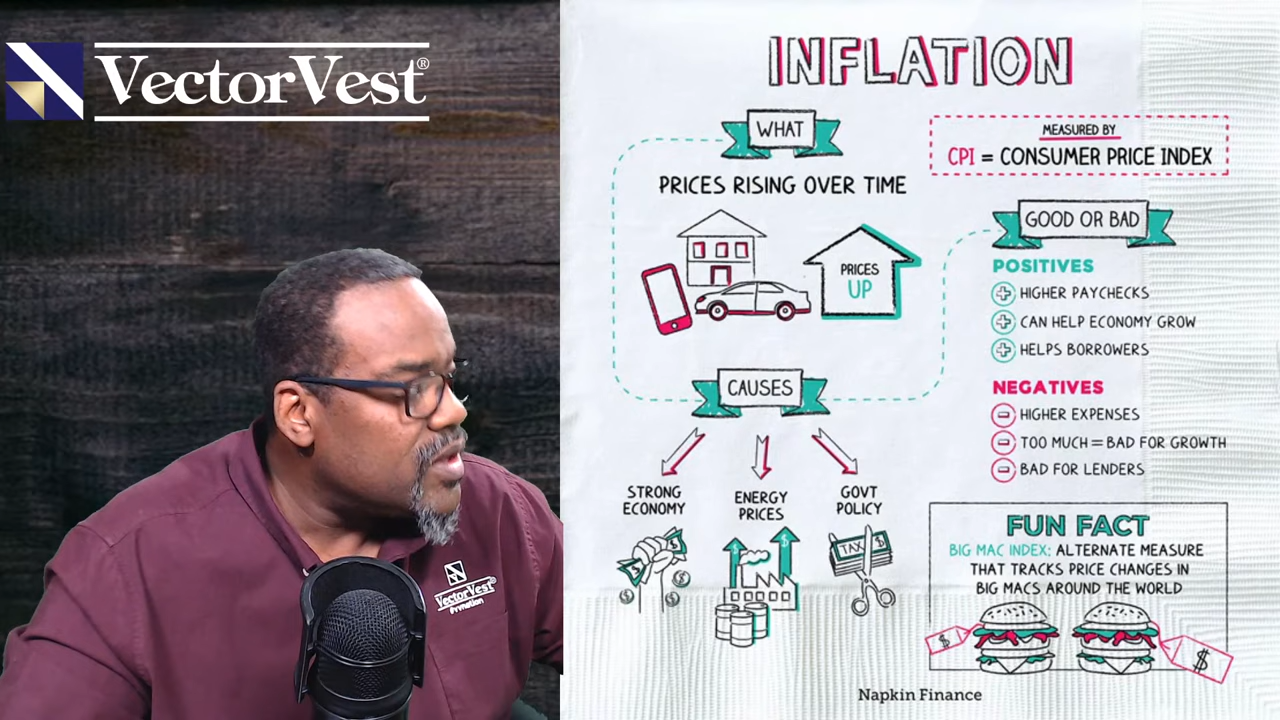 VectorVest®
VectorVest
INFLATION
WHAT
PRICES RISING OVER TIME
PRICES
UP
MEASURED BY
CPI = CONSUMER PRICE INDEX
GOOD OR BAD
POSITIVES
+ HIGHER PAYCHECKS
+ CAN HELP ECONOMY GROW
+ HELPS BORROWERS
NEGATIVES
- HIGHER EXPENSES
- TOO MUCH = BAD FOR GROWTH
- BAD FOR LENDERS
CAUSES
STRONG
ECONOMY
ENERGY
PRICES
GOVT
POLICY
$
$
$
$
$
$
TAX $
FUN FACT
BIG MAC INDEX: ALTERNATE MEASURE
THAT TRACKS PRICE CHANGES IN
BIG MACS AROUND THE WORLD
$
$
Napkin Finance